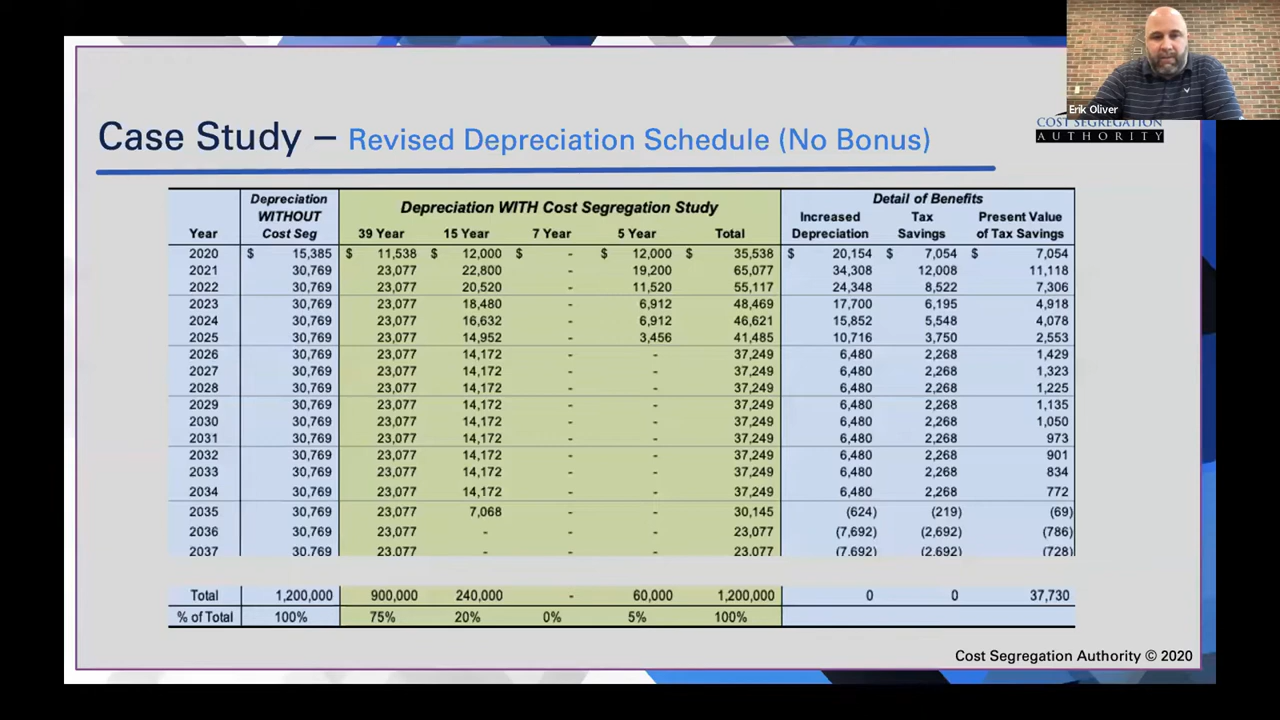 Erik Oliver
COST SEGREGATION
AUTHORITY
Case Study – Revised Depreciation Schedule (No Bonus)
Depreciation WITHOUT Cost Seg
Depreciation WITH Cost Segregation Study
Detail of Benefits
Year 39 Year 15 Year 7 Year 5 Year Total Increased Depreciation Tax Savings Present Value of Tax Savings
2020 $ 15,385 $ 11,538 $ 12,000 $ - $ 12,000 $ 35,538 $ 20,154 $ 7,054 $ 7,054
2021 30,769 23,077 22,800 - 19,200 65,077 34,308 12,008 11,118
2022 30,769 23,077 20,520 - 11,520 55,117 24,348 8,522 7,306
2023 30,769 23,077 18,480 - 6,912 48,469 17,700 6,195 4,918
2024 30,769 23,077 16,632 - 6,912 46,621 15,852 5,548 4,078
2025 30,769 23,077 14,952 - 3,456 41,485 10,716 3,750 2,553
2026 30,769 23,077 14,172 - - 37,249 6,480 2,268 1,429
2027 30,769 23,077 14,172 - - 37,249 6,480 2,268 1,323
2028 30,769 23,077 14,172 - - 37,249 6,480 2,268 1,225
2029 30,769 23,077 14,172 - - 37,249 6,480 2,268 1,135
2030 30,769 23,077 14,172 - - 37,249 6,480 2,268 1,050
2031 30,769 23,077 14,172 - - 37,249 6,480 2,268 973
2032 30,769 23,077 14,172 - - 37,249 6,480 2,268 901
2033 30,769 23,077 14,172 - - 37,249 6,480 2,268 834
2034 30,769 23,077 14,172 - - 37,249 6,480 2,268 772
2035 30,769 23,077 7,068 - - 30,145 (624) (219) (69)
2036 30,769 23,077 - - - 23,077 (7,692) (2,692) (786)
2037 30,769 23,077 - - - 23,077 (7,692) (2,692) (728)
Total 1,200,000 900,000 240,000 - 60,000 1,200,000 0 0 37,730
% of Total 100% 75% 20% 0% 5% 100%
Cost Segregation Authority © 2020